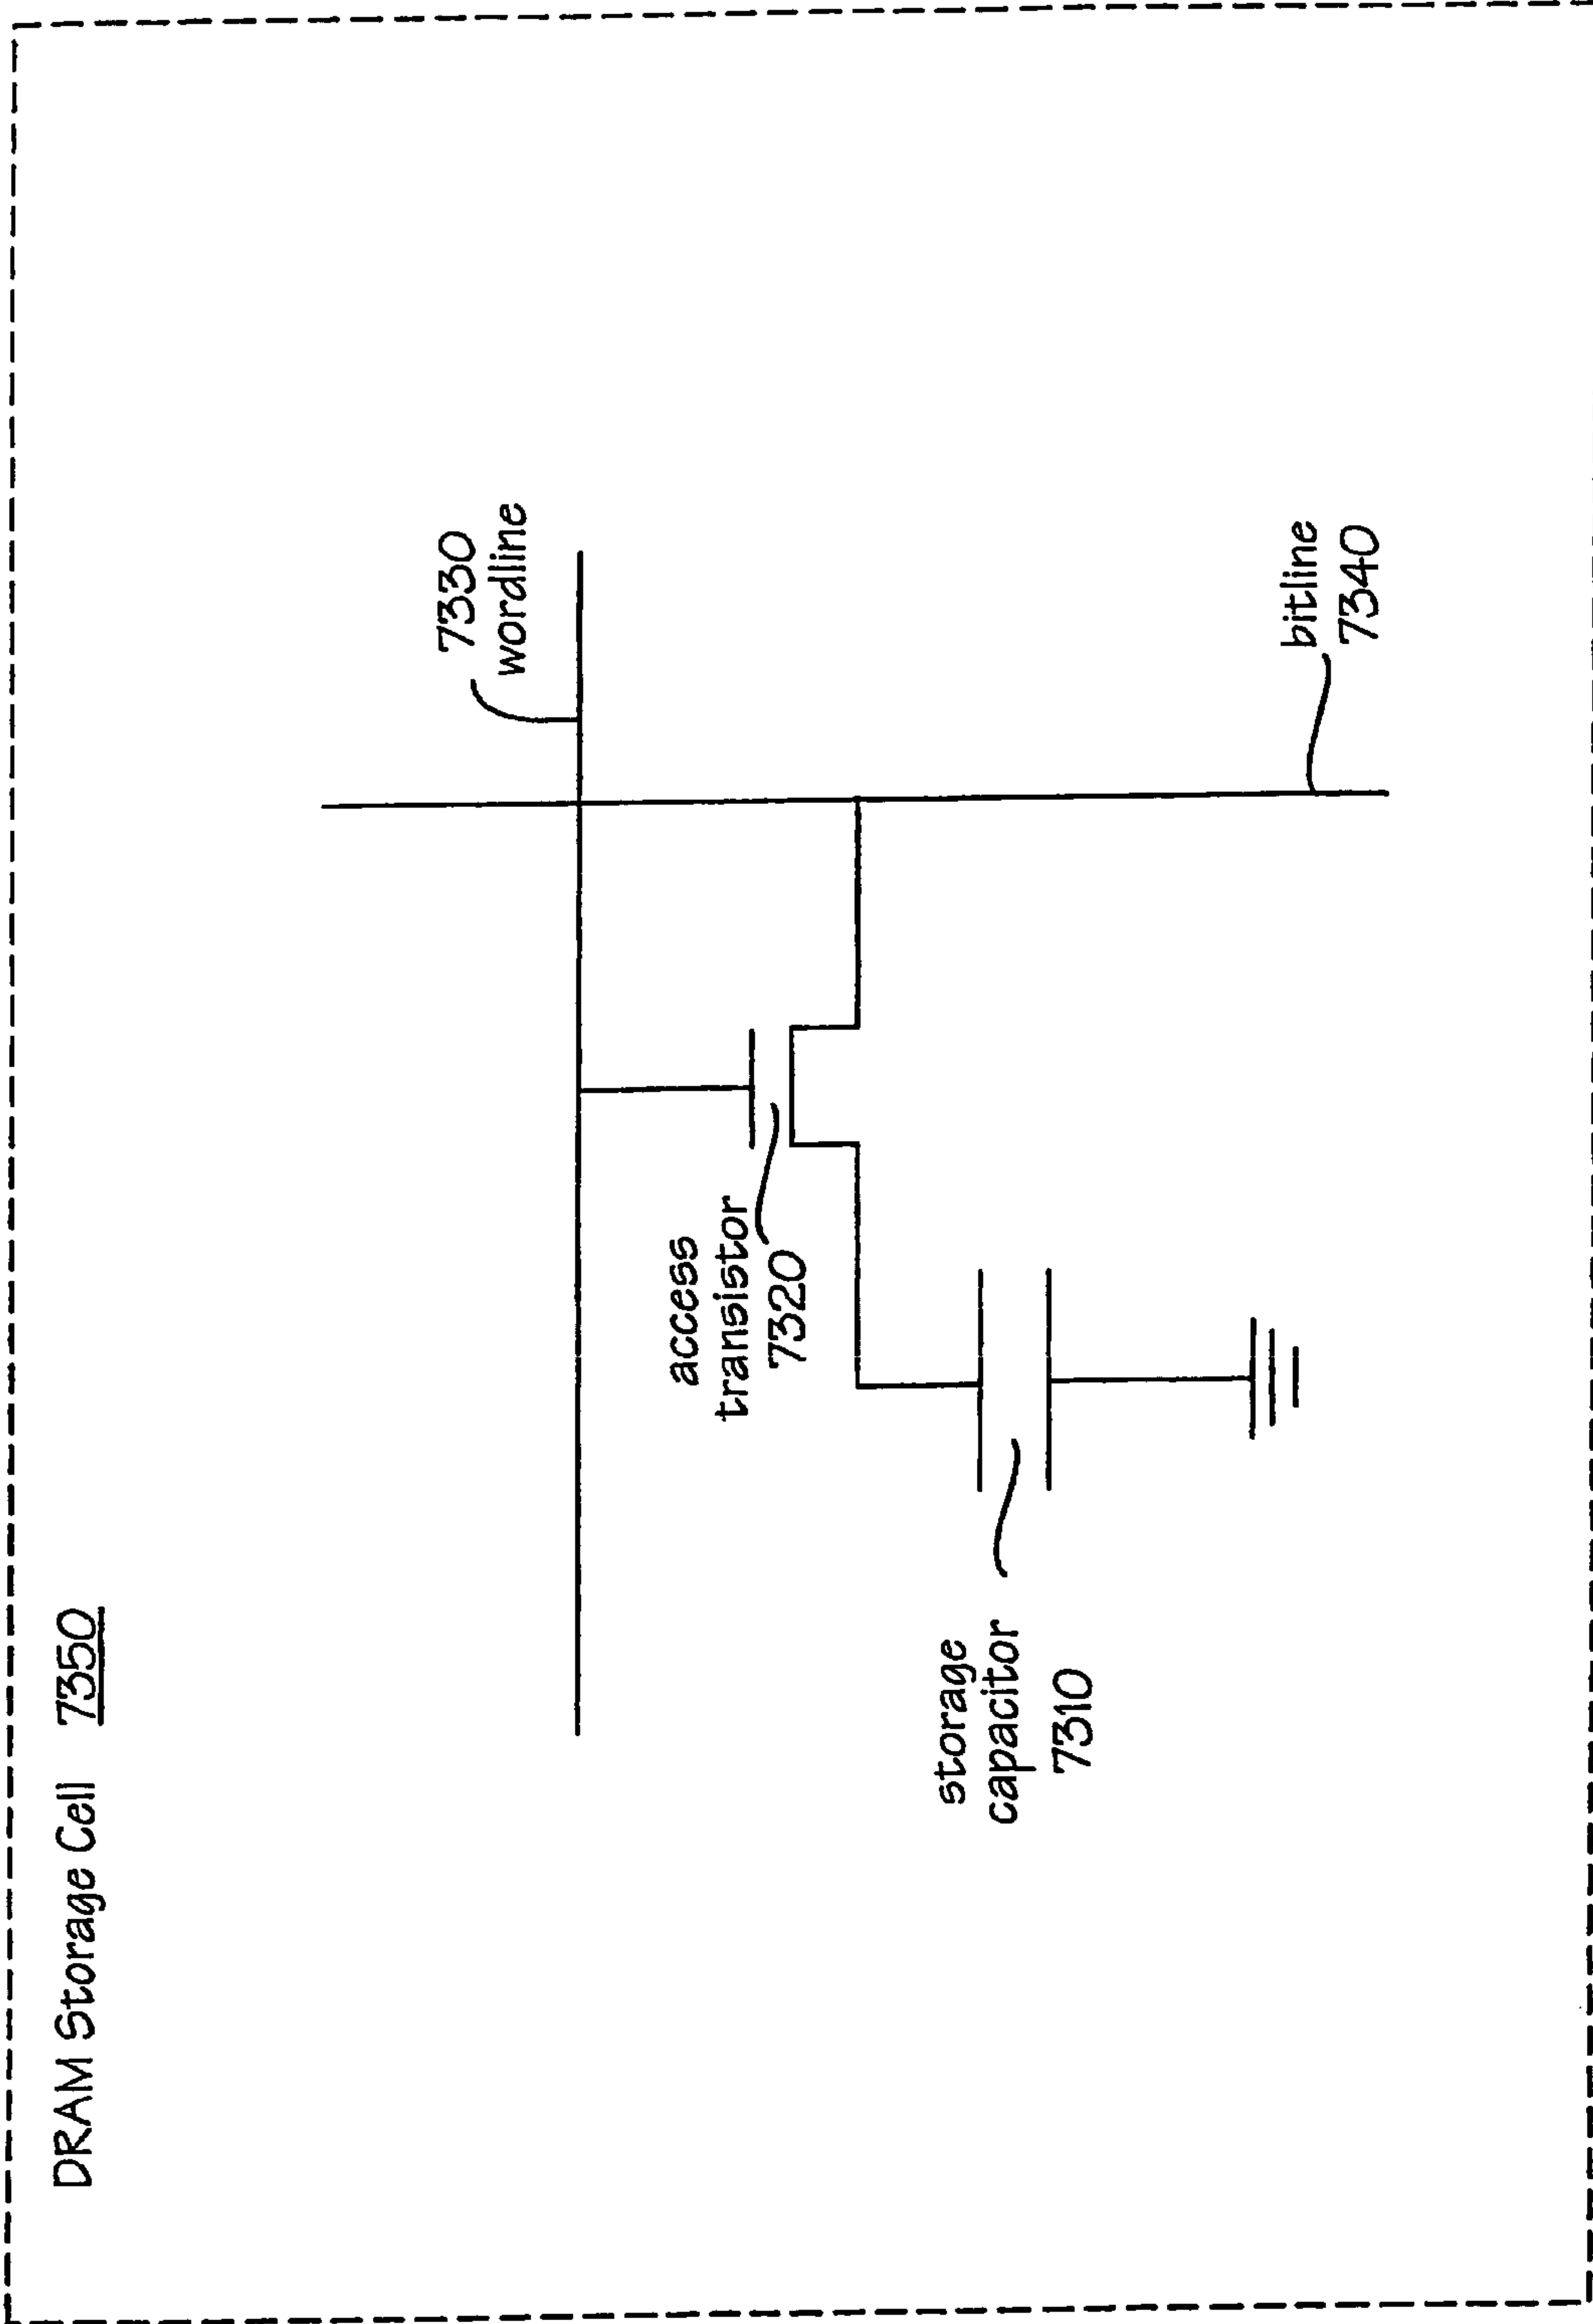 DRAM Storage Cell 7350
7330
wordline
access
transistor
7320
storage
capacitor
7310
bitline
7340